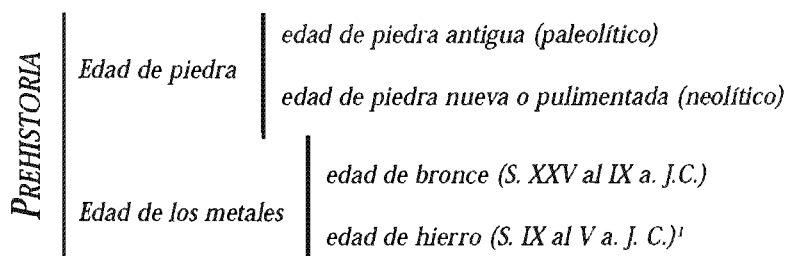 PREHISTORIA
Edad de piedra
edad de piedra antigua (paleolítico)
edad de piedra nueva o pulimentada (neolítico)
Edad de los metales
edad de bronce (S. XXV al IX a. J.C.)
edad de hierro (S. IX al V a. J. C.)¹